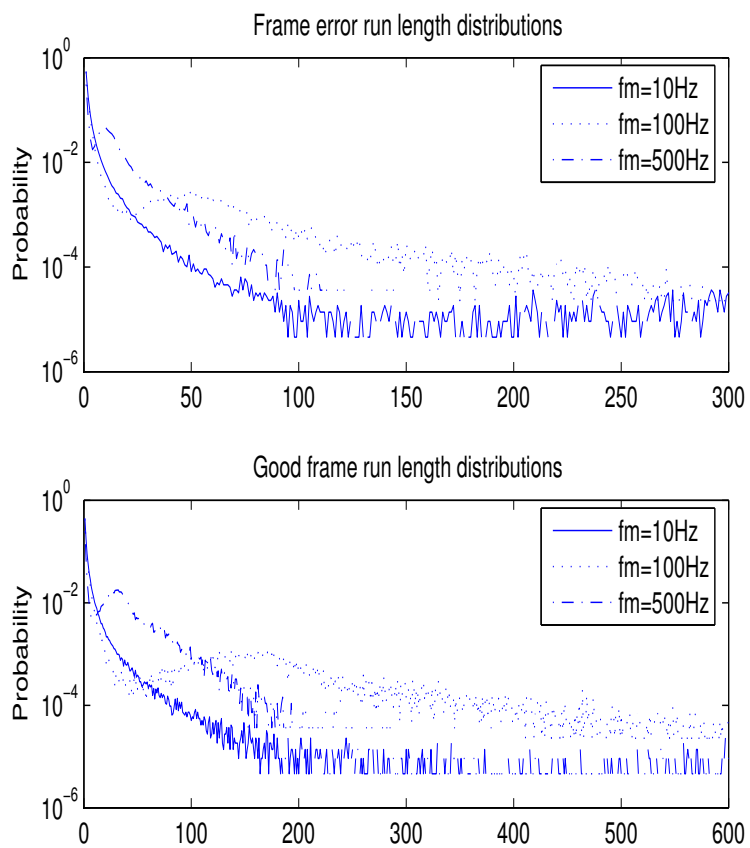 Frame error run length distributions
Probability
10^0
10^-2
10^-4
10^-6
fm=10Hz
fm=100Hz
fm=500Hz
0 50 100 150 200 250 300
Good frame run length distributions
Probability
10^0
10^-2
10^-4
10^-6
fm=10Hz
fm=100Hz
fm=500Hz
0 100 200 300 400 500 600